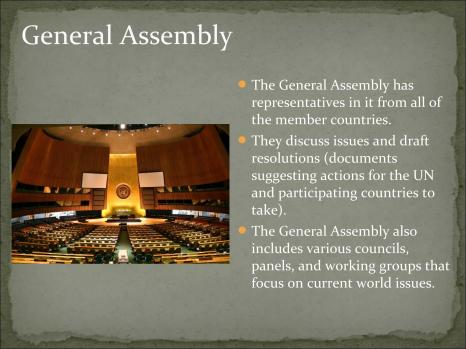 General Assembly
The General Assembly has
representatives in it from all of
the member countries.
They discuss issues and draft
resolutions (documents
suggesting actions for the UN
and participating countries to
take).
The General Assembly also
includes various councils,
panels, and working groups that
focus on current world issues.